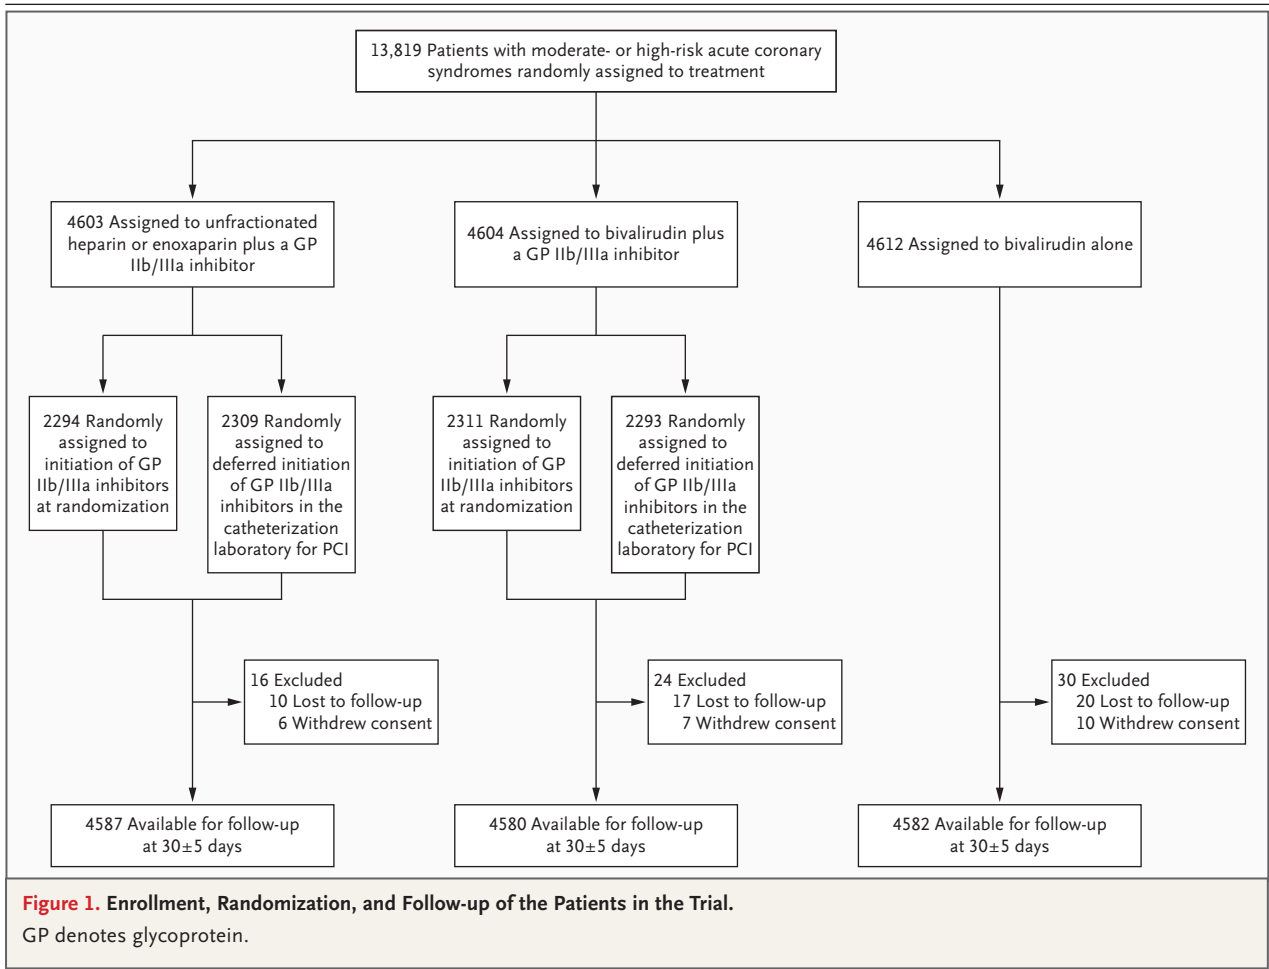 13,819 Patients with moderate- or high-risk acute coronary
syndromes randomly assigned to treatment
4603 Assigned to unfractionated
heparin or enoxaparin plus a GP
IIb/IIIa inhibitor
4604 Assigned to bivalirudin plus
a GP IIb/IIIa inhibitor
4612 Assigned to bivalirudin alone
2294 Randomly
assigned to
initiation of GP
IIb/IIIa inhibitors
at randomization
2309 Randomly
assigned to
deferred initiation
of GP IIb/IIIa
inhibitors in the
catheterization
laboratory for PCI
2311 Randomly
assigned to
initiation of GP
IIb/IIIa inhibitors
at randomization
2293 Randomly
assigned to
deferred initiation
of GP IIb/IIIa
inhibitors in the
catheterization
laboratory for PCI
16 Excluded
10 Lost to follow-up
6 Withdrew consent
24 Excluded
17 Lost to follow-up
7 Withdrew consent
30 Excluded
20 Lost to follow-up
10 Withdrew consent
4587 Available for follow-up
at 30±5 days
4580 Available for follow-up
at 30±5 days
4582 Available for follow-up
at 30±5 days
Figure 1. Enrollment, Randomization, and Follow-up of the Patients in the Trial.
GP denotes glycoprotein.